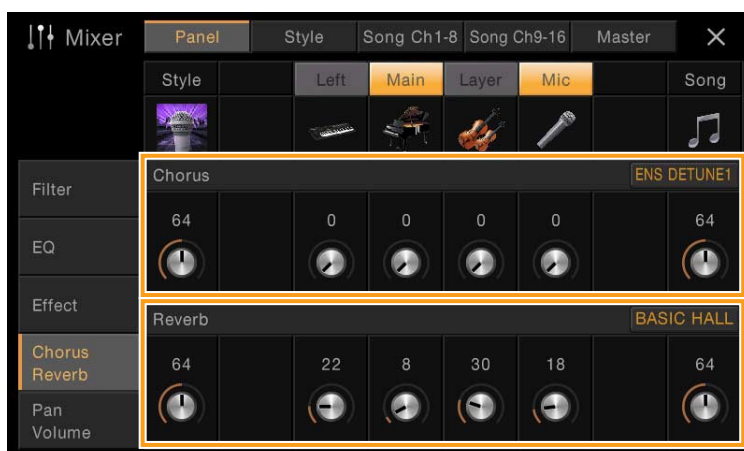 Mixer
Panel Style Song Ch1-8 Song Ch9-16 Master
Style Left Main Layer Mic Song
Filter
EQ
Effect
Chorus
Reverb
Pan
Volume
Chorus ENS DETUNE1
64 0 0 0 0 64
Reverb BASIC HALL
64 22 8 30 18 64